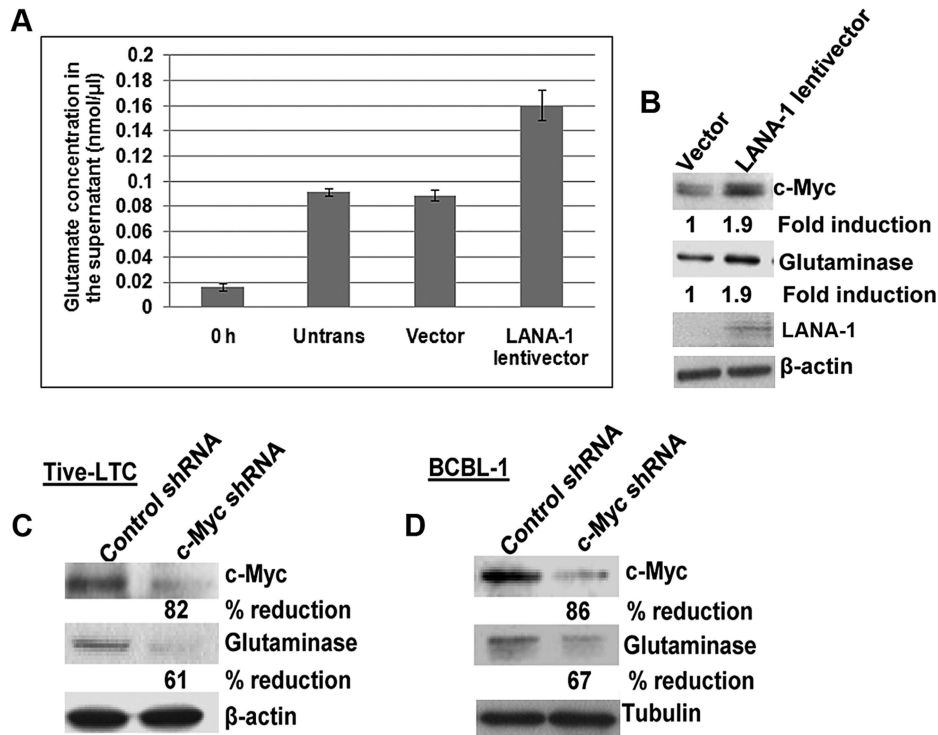 A
Glutamate concentration in
the supernatant (nmol/µl)
0.2
0.18
0.16
0.14
0.12
0.1
0.08
0.06
0.04
0.02
0
0 h
Untrans
Vector
LANA-1
lentivector
B
Vector
LANA-1 lentivector
c-Myc
1 1.9 Fold induction
Glutaminase
1 1.9 Fold induction
LANA-1
β-actin
Tive-LTC
C
Control shRNA
c-Myc shRNA
c-Myc
82 % reduction
Glutaminase
61 % reduction
β-actin
BCBL-1
D
Control shRNA
c-Myc shRNA
c-Myc
86 % reduction
Glutaminase
67 % reduction
Tubulin